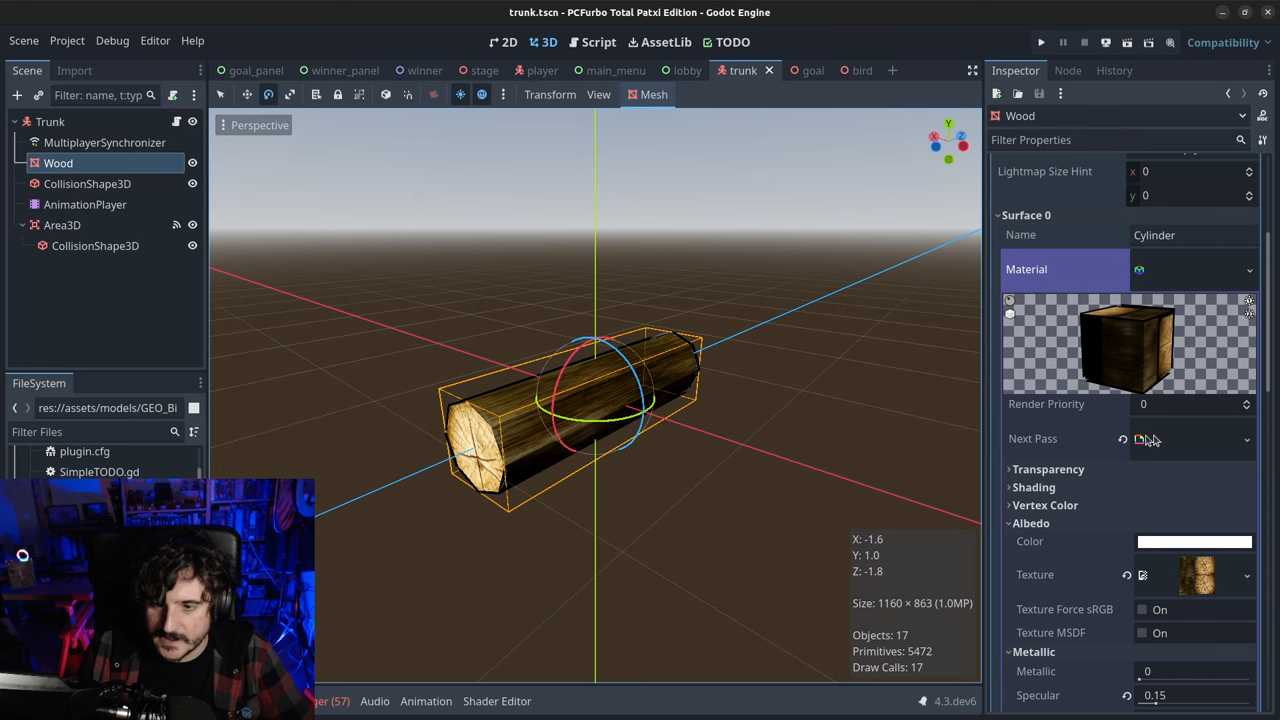 trunk.tscn - PCFurbo Total Patxi Edition - Godot Engine
Scene Project Debug Editor Help
2D 3D Script AssetLib TODO
Compatibility
Scene Import
goal_panel winner_panel winner stage player main_menu lobby trunk goal bird
Inspector Node History
Filter: name, t:typ
Transform View Mesh
Trunk
MultiplayerSynchronizer
Wood
CollisionShape3D
AnimationPlayer
Area3D
CollisionShape3D
Perspective
Y
X
Z
Wood
Filter Properties
Lightmap Size Hint
x 0
y 0
Surface 0
Name Cylinder
Material
Render Priority 0
Next Pass
Transparency
Shading
Vertex Color
Albedo
Color
Texture
Texture Force sRGB On
Texture MSDF On
Metallic
Metallic 0
Specular 0.15
FileSystem
res://assets/models/GEO_Bi
Filter Files
plugin.cfg
SimpleTODO.gd
X: -1.6
Y: 1.0
Z: -1.8
Size: 1160 × 863 (1.0MP)
Objects: 17
Primitives: 5472
Draw Calls: 17
ger (57) Audio Animation Shader Editor
4.3.dev6